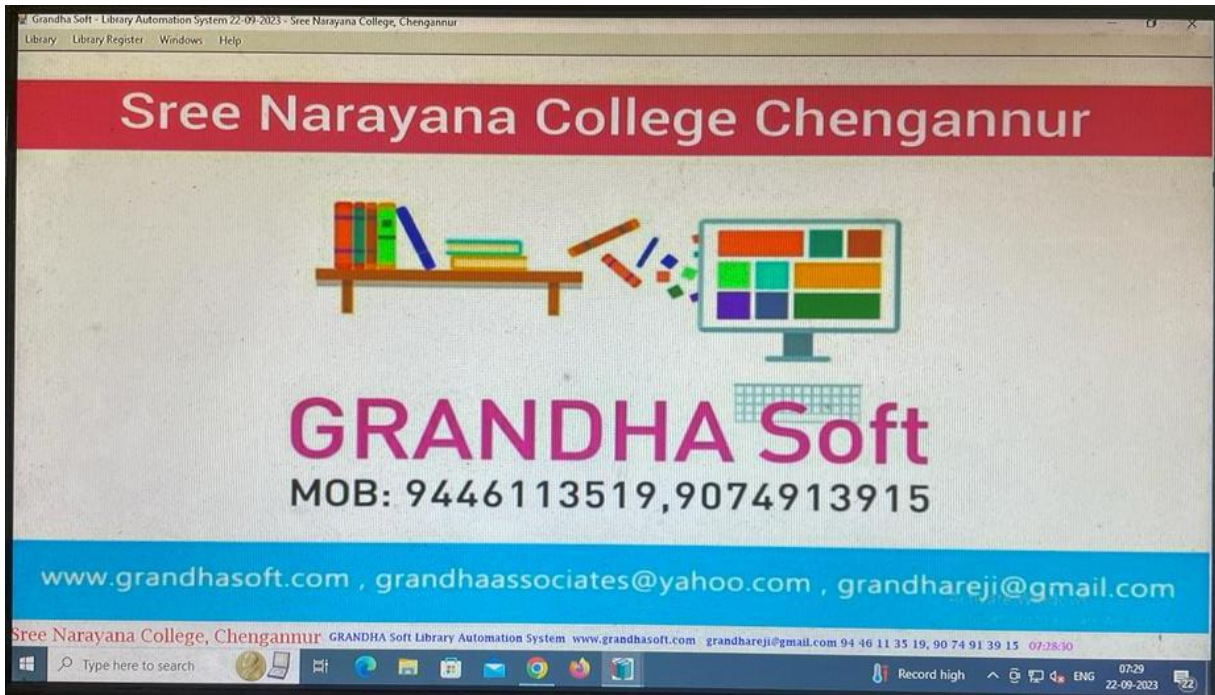 Grandha Soft - Library Automation System 22-09-2023 - Sree Narayana College, Chengannur
Library Library Register Windows Help
Sree Narayana College Chengannur
GRANDHA Soft
MOB: 9446113519,9074913915
www.grandhasoft.com , grandhaassociates@yahoo.com , grandhareji@gmail.com
Sree Narayana College, Chengannur GRANDHA Soft Library Automation System www.grandhasoft.com grandhareji@gmail.com 94 46 11 35 19, 90 74 91 39 15 07:28:30
Type here to search Record high ENG 07:29
22-09-2023 22